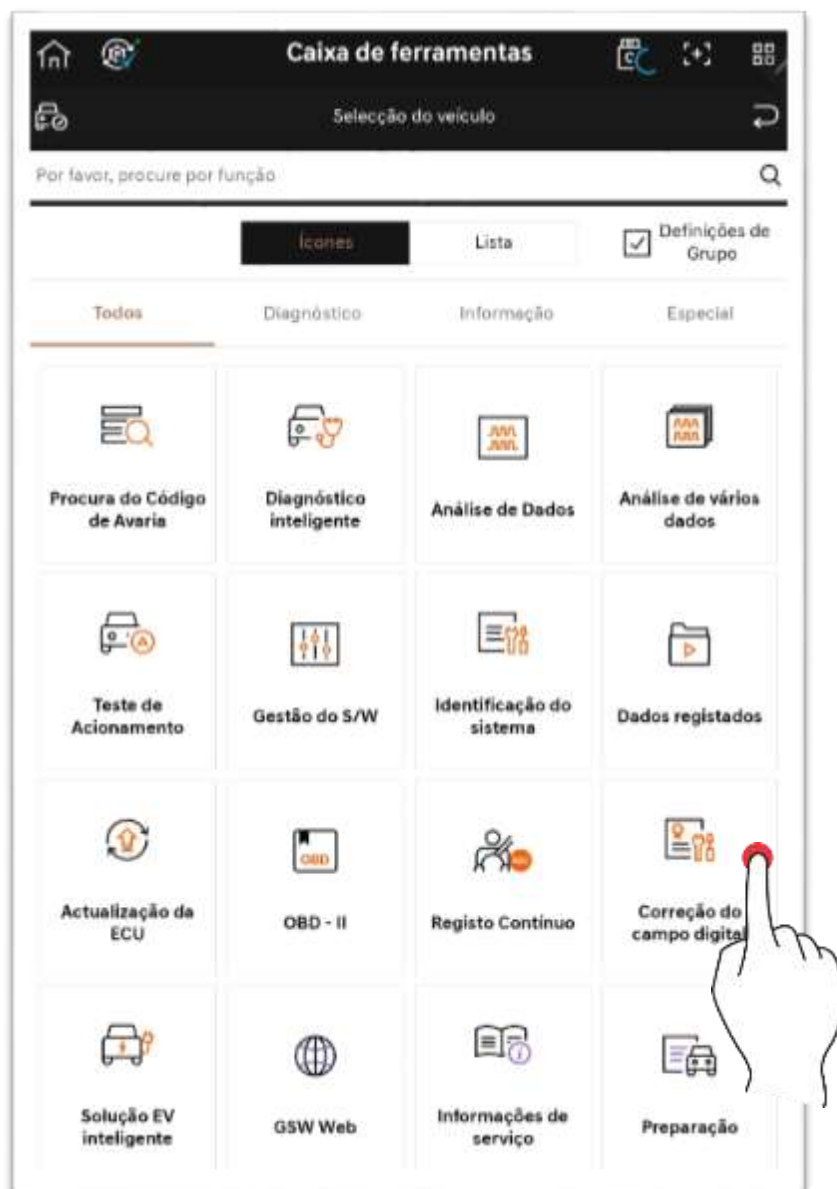 Caixa de ferramentas
Selecção do veículo
Por favor, procure por função
Ícones
Lista
Definições de
Grupo
Todos
Diagnóstico
Informação
Especial
Procura do Código
de Avaria
Diagnóstico
inteligente
Análise de Dados
Análise de vários
dados
Teste de
Acionamento
Gestão do S/W
Identificação do
sistema
Dados registados
Actualização da
ECU
OBD
OBD - II
Registo Contínuo
Correção do
campo digital
Solução EV
inteligente
GSW Web
Informações de
serviço
Preparação